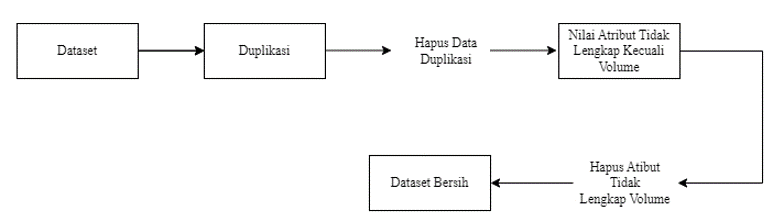 Dataset
Duplikasi
Hapus Data
Duplikasi
Nilai Atribut Tidak
Lengkap Kecuali
Volume
Hapus Atibut
Tidak
Lengkap Volume
Dataset Bersih